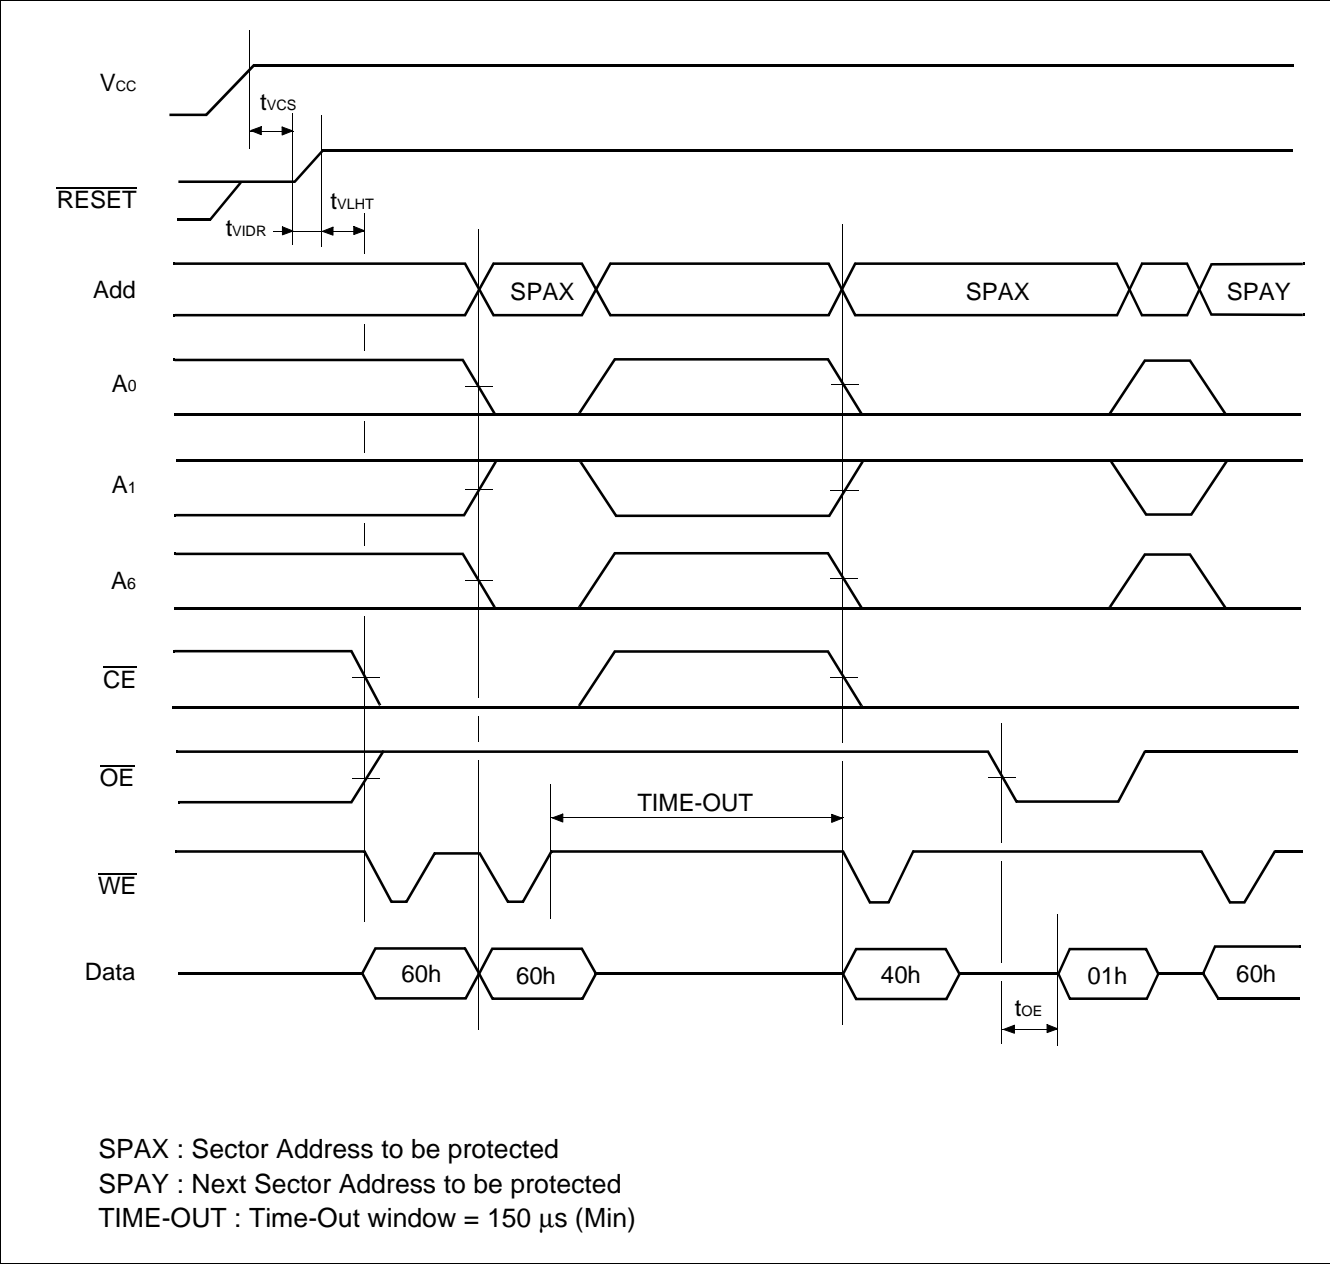 VCC
tVCS
RESET
tVLHT
tVIDR
Add
SPAX
SPAX
SPAY
A0
A1
A6
CE
OE
TIME-OUT
WE
Data
60h
60h
40h
01h
60h
tOE
SPAX : Sector Address to be protected
SPAY : Next Sector Address to be protected
TIME-OUT : Time-Out window = 150 μs (Min)